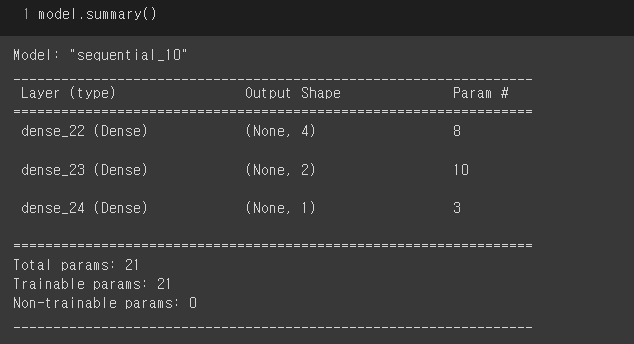 1 model.summary()
Model: "sequential_10"
_________________________________________________________________
Layer (type) Output Shape Param #
=================================================================
dense_22 (Dense) (None, 4) 8
dense_23 (Dense) (None, 2) 10
dense_24 (Dense) (None, 1) 3
=================================================================
Total params: 21
Trainable params: 21
Non-trainable params: 0
_________________________________________________________________